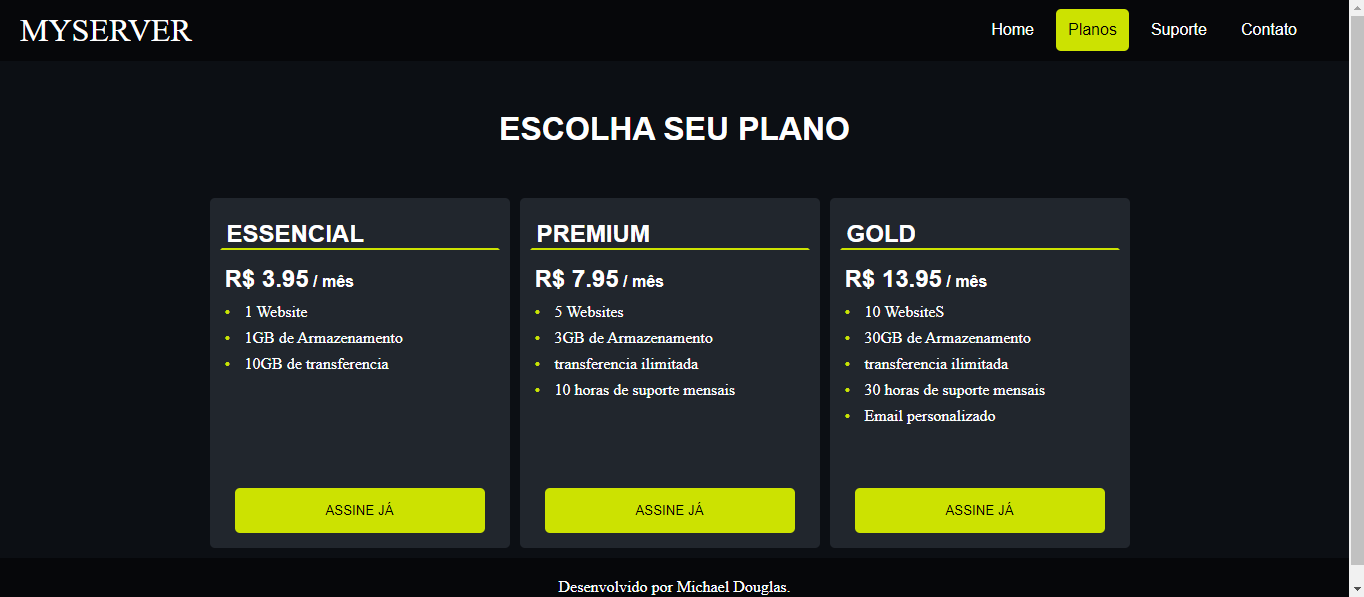 MYSERVER
Home Planos Suporte Contato
ESCOLHA SEU PLANO
ESSENCIAL
R$ 3.95 / mês
• 1 Website
• 1GB de Armazenamento
• 10GB de transferencia
ASSINE JÁ
PREMIUM
R$ 7.95 / mês
• 5 Websites
• 3GB de Armazenamento
• transferencia ilimitada
• 10 horas de suporte mensais
ASSINE JÁ
GOLD
R$ 13.95 / mês
• 10 WebsiteS
• 30GB de Armazenamento
• transferencia ilimitada
• 30 horas de suporte mensais
• Email personalizado
ASSINE JÁ
Desenvolvido por Michael Douglas.